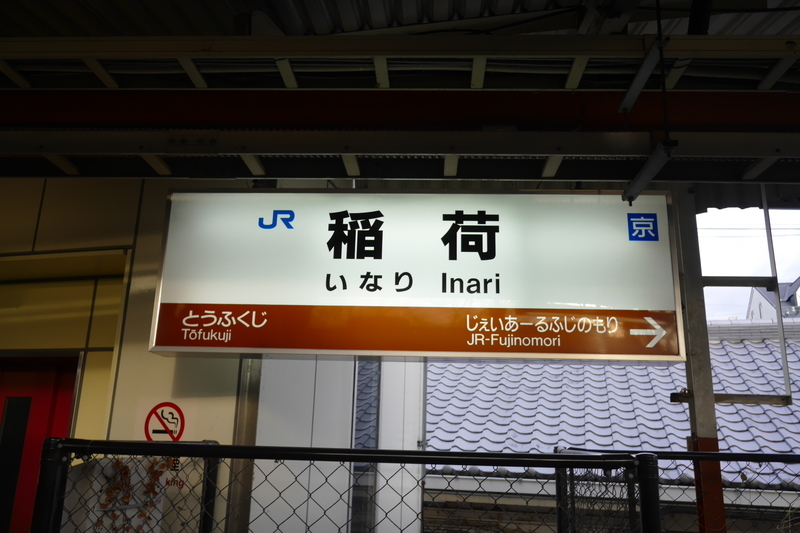 JR 稲荷 京
いなり Inari
とうふくじ
Tōfukuji
じぇいあーるふじのもり
JR-Fujinomori
king